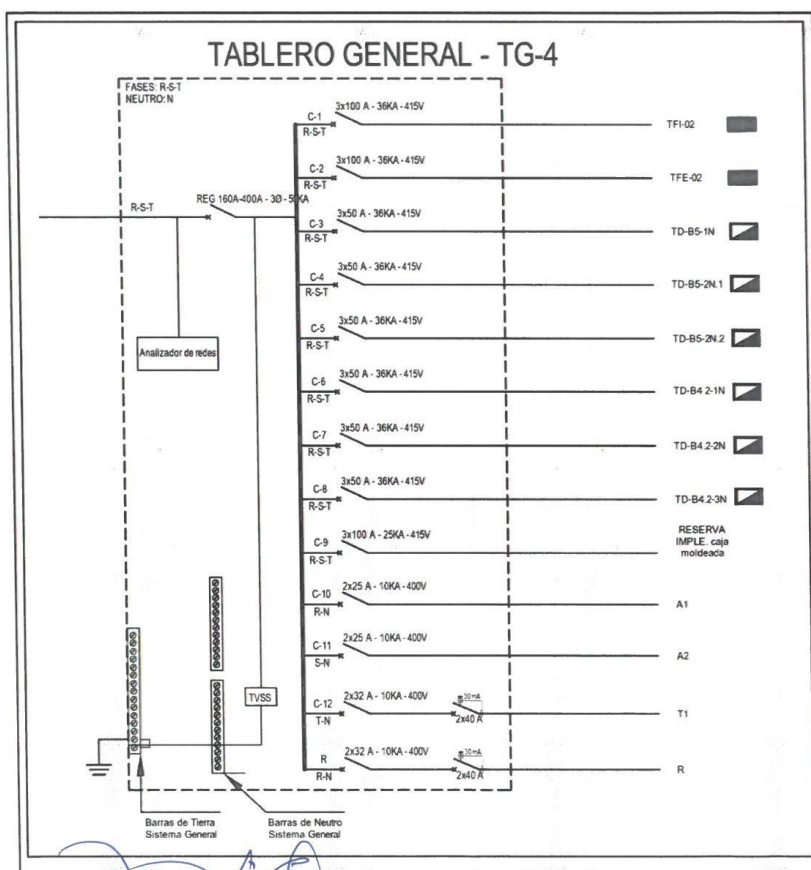 TABLERO GENERAL - TG-4
FASES: R-S-T
NEUTRO: N
R-S-T
REG 160A-400A - 3Ø - 50KA
Analizador de redes
TVSS
C-1
R-S-T
3x100 A - 36KA - 415V
TFI-02
C-2
R-S-T
3x100 A - 36KA - 415V
TFE-02
C-3
R-S-T
3x50 A - 36KA - 415V
TD-B5-1N
C-4
R-S-T
3x50 A - 36KA - 415V
TD-B5-2N.1
C-5
R-S-T
3x50 A - 36KA - 415V
TD-B5-2N.2
C-6
R-S-T
3x50 A - 36KA - 415V
TD-B4.2-1N
C-7
R-S-T
3x50 A - 36KA - 415V
TD-B4.2-2N
C-8
R-S-T
3x50 A - 36KA - 415V
TD-B4.2-3N
C-9
R-S-T
3x100 A - 25KA - 415V
RESERVA
IMPLE. caja
moldeada
C-10
R-N
2x25 A - 10KA - 400V
A1
C-11
S-N
2x25 A - 10KA - 400V
A2
C-12
T-N
2x32 A - 10KA - 400V
30 mA
2x40 A
T1
R
R-N
2x32 A - 10KA - 400V
30 mA
2x40 A
R
Barras de Tierra
Sistema General
Barras de Neutro
Sistema General